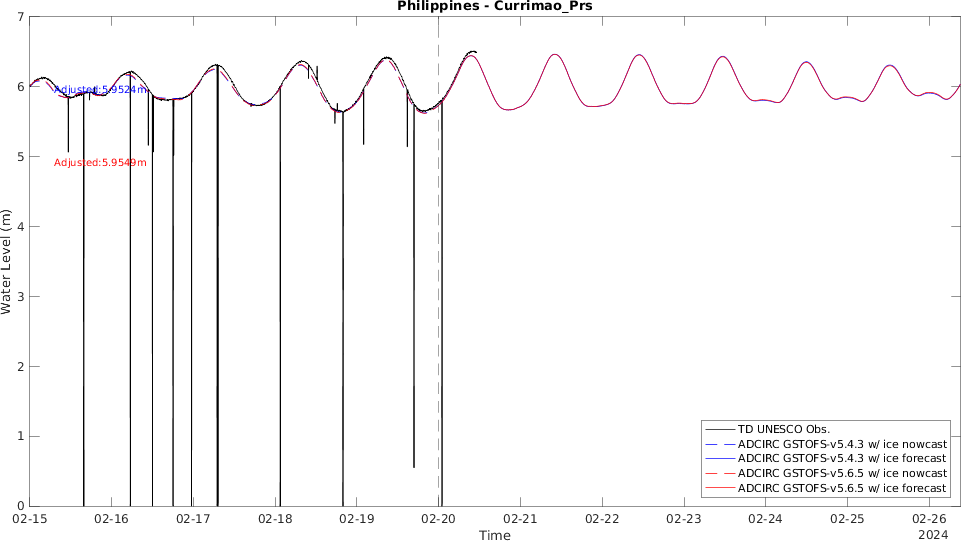 Philippines - Currimao_Prs
7
6
5
4
3
2
1
0
Water Level (m)
Adjusted:5.9524m
Adjusted:5.9549m
TD UNESCO Obs.
ADCIRC GSTOFS-v5.4.3 w/ ice nowcast
ADCIRC GSTOFS-v5.4.3 w/ ice forecast
ADCIRC GSTOFS-v5.6.5 w/ ice nowcast
ADCIRC GSTOFS-v5.6.5 w/ ice forecast
02-15 02-16 02-17 02-18 02-19 02-20 02-21 02-22 02-23 02-24 02-25 02-26
Time
2024